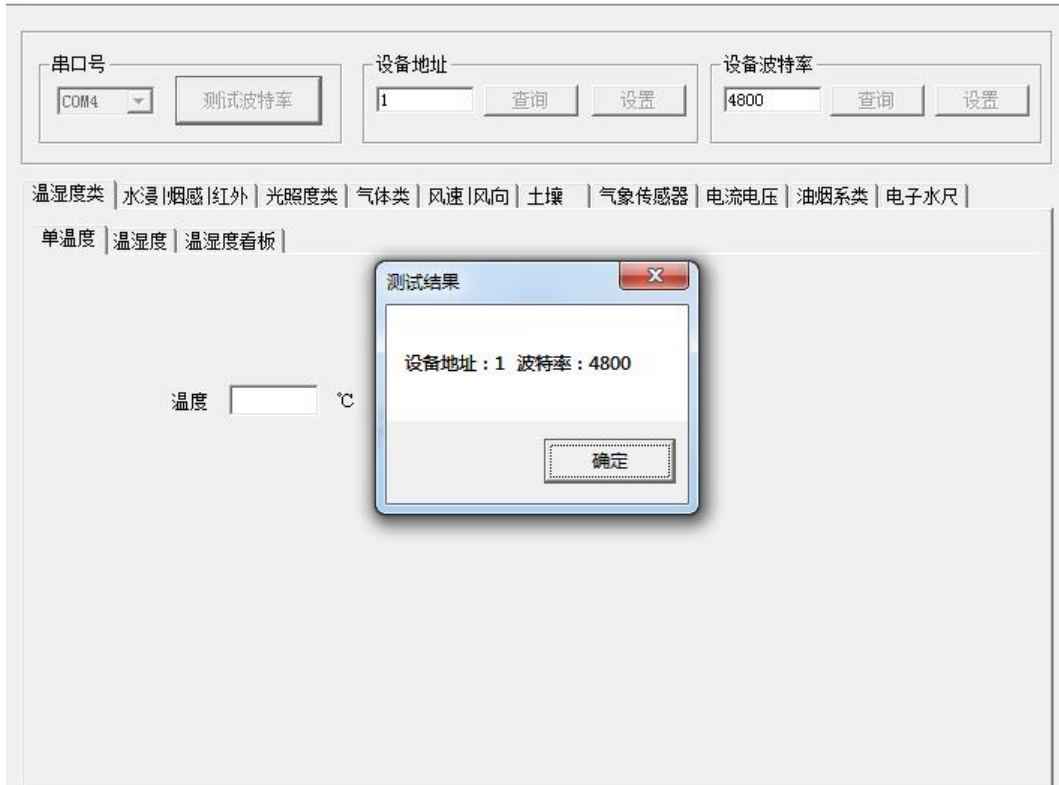 串口号 设备地址 设备波特率
COM4 测试波特率 1 查询 设置 4800 查询 设置
温湿度类 水浸|烟感|红外 光照度类 气体类 风速|风向 土壤 气象传感器 电流电压 油烟系类 电子水尺
单温度 温湿度 温湿度看板
测试结果
设备地址：1 波特率：4800
温度 ℃
确定